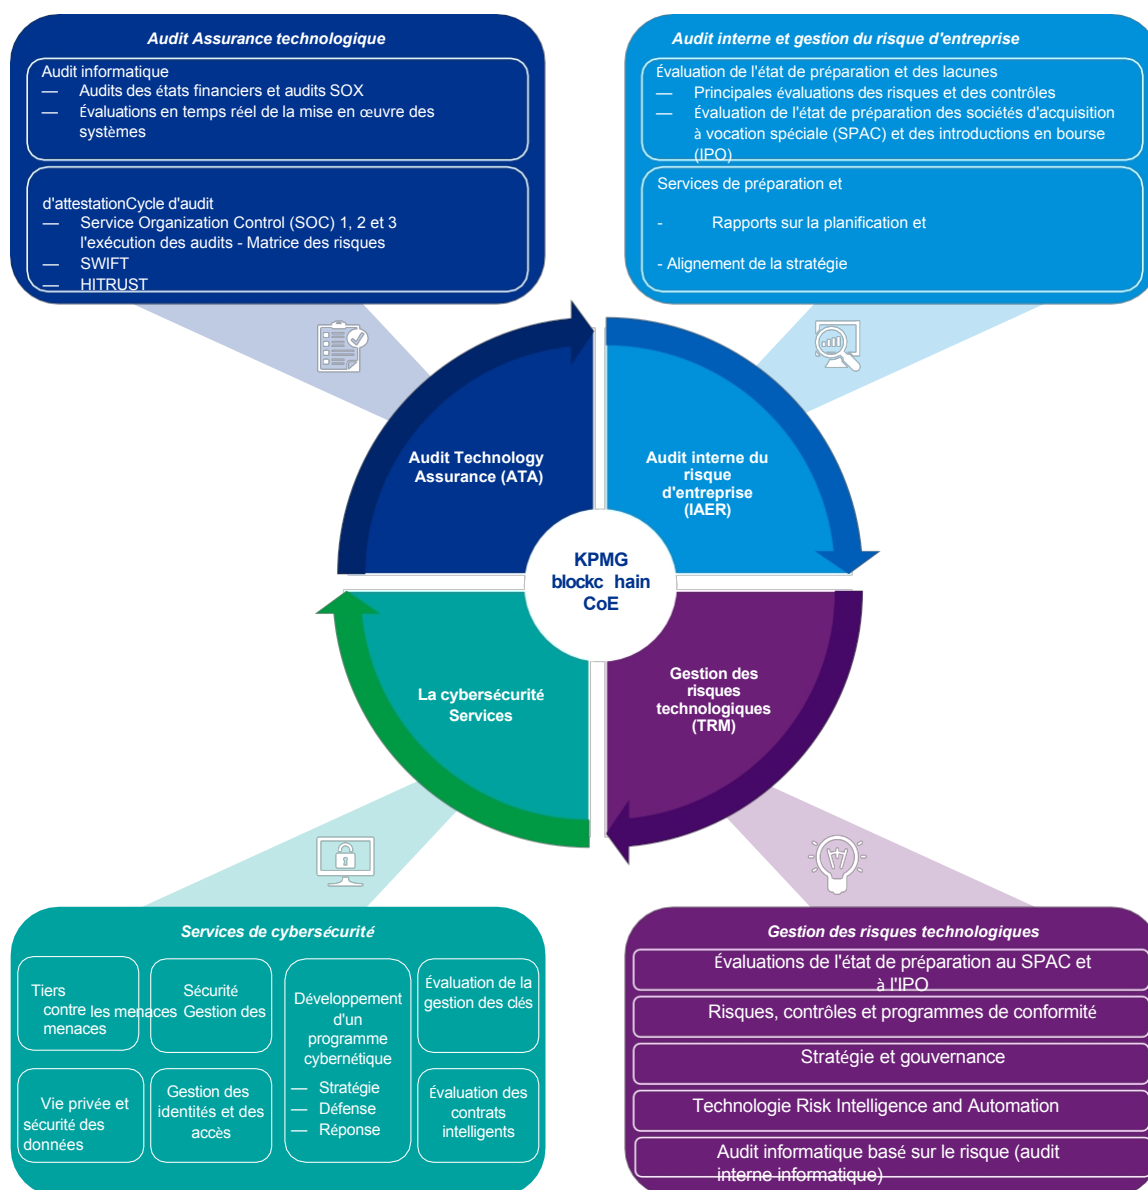 Audit Assurance technologique
Audit informatique
— Audits des états financiers et audits SOX
— Évaluations en temps réel de la mise en œuvre des
systèmes
d'attestationCycle d'audit
— Service Organization Control (SOC) 1, 2 et 3
l'exécution des audits - Matrice des risques
— SWIFT
— HITRUST
Audit interne et gestion du risque d'entreprise
Évaluation de l'état de préparation et des lacunes
— Principales évaluations des risques et des contrôles
— Évaluation de l'état de préparation des sociétés d'acquisition
à vocation spéciale (SPAC) et des introductions en bourse
(IPO)
Services de préparation et
- Rapports sur la planification et
- Alignement de la stratégie
Audit Technology
Assurance (ATA)
Audit interne du
risque
d'entreprise
(IAER)
KPMG
blockc hain
CoE
La cybersécurité
Services
Gestion des
risques
technologiques
(TRM)
Services de cybersécurité
Tiers
contre les menaces
menaces
Sécurité
Gestion des
Développement
d'un
programme
cybernétique
— Stratégie
— Défense
— Réponse
Évaluation de la
gestion des clés
Vie privée et
sécurité des
données
Gestion des
identités et des
accès
Évaluation des
contrats
intelligents
Gestion des risques technologiques
Évaluations de l'état de préparation au SPAC et
à l'IPO
Risques, contrôles et programmes de conformité
Stratégie et gouvernance
Technologie Risk Intelligence and Automation
Audit informatique basé sur le risque (audit
interne informatique)